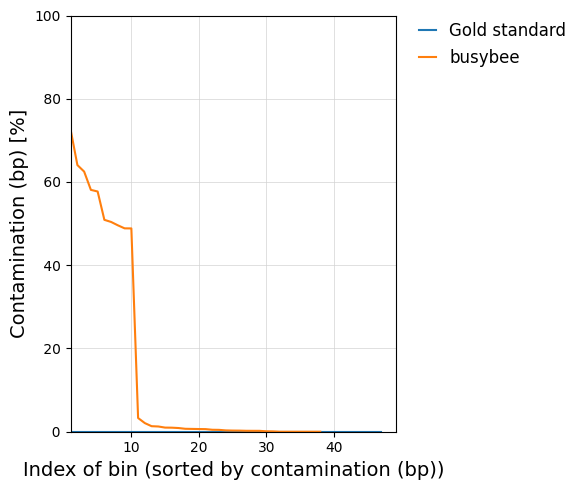 100
80
60
40
20
0
10
20
30
40
Contamination (bp) [%]
Index of bin (sorted by contamination (bp))
Gold standard
busybee